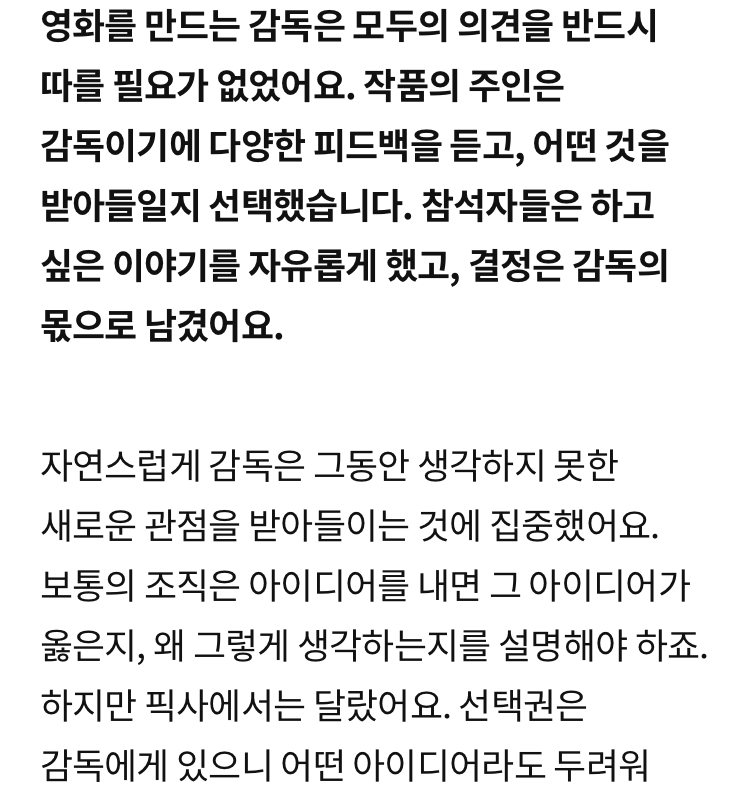 영화를 만드는 감독은 모두의 의견을 반드시
따를 필요가 없었어요. 작품의 주인은
감독이기에 다양한 피드백을 듣고, 어떤 것을
받아들일지 선택했습니다. 참석자들은 하고
싶은 이야기를 자유롭게 했고, 결정은 감독의
몫으로 남겼어요.
자연스럽게 감독은 그동안 생각하지 못한
새로운 관점을 받아들이는 것에 집중했어요.
보통의 조직은 아이디어를 내면 그 아이디어가
옳은지, 왜 그렇게 생각하는지를 설명해야 하죠.
하지만 픽사에서는 달랐어요. 선택권은
감독에게 있으니 어떤 아이디어라도 두려워